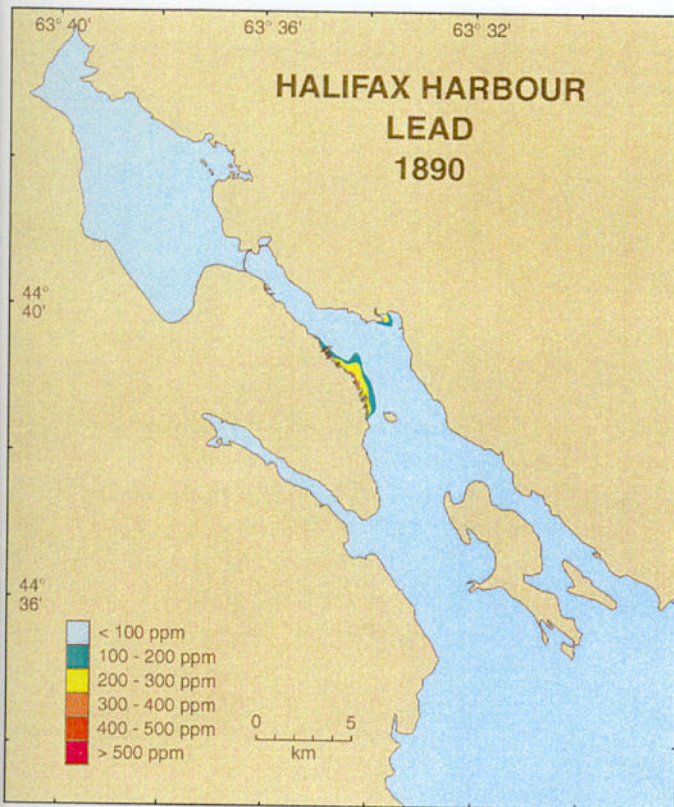 63° 40'
63° 36'
63° 32'
HALIFAX HARBOUR
LEAD
1890
44°
40'
44°
36'
< 100 ppm
100 - 200 ppm
200 - 300 ppm
300 - 400 ppm
400 - 500 ppm
> 500 ppm
0 5
km